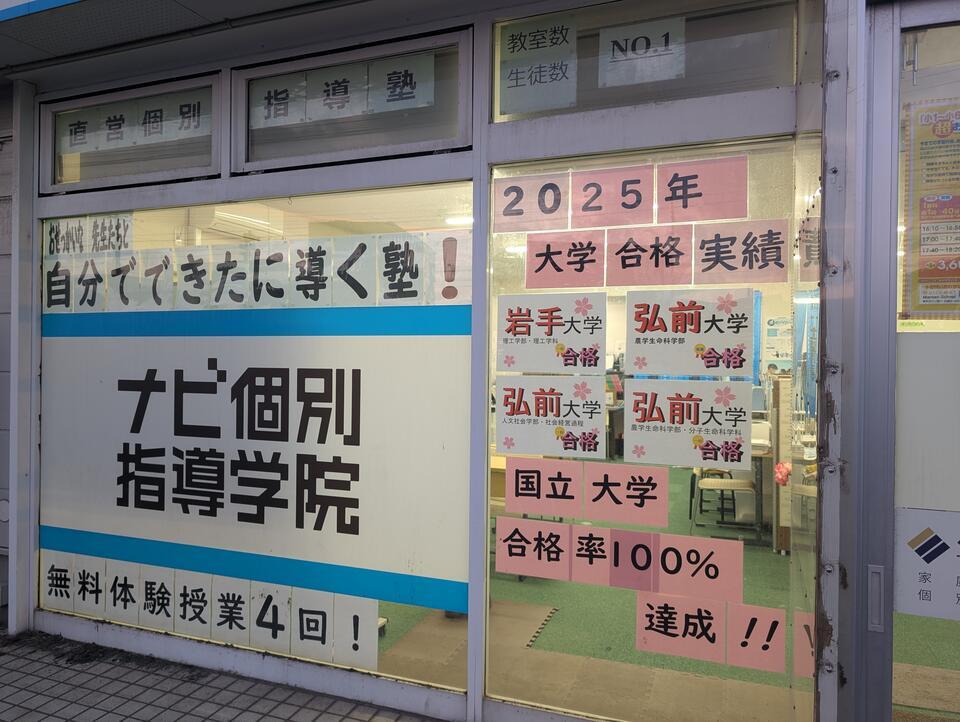 直営個別
指導塾
教室数
生徒数
NO.1
おせっかいな 先生たちと
自分でできたに導く塾！
ナビ個別
指導学院
無料体験授業4回！
2025年
大学合格実績
岩手大学
理工学部・理工学科
合格
弘前大学
農学生命科学部
合格
弘前大学
人文社会学部・社会経営過程
合格
弘前大学
農学生命科学部・分子生命科学科
合格
国立大学
合格率100%
達成!!